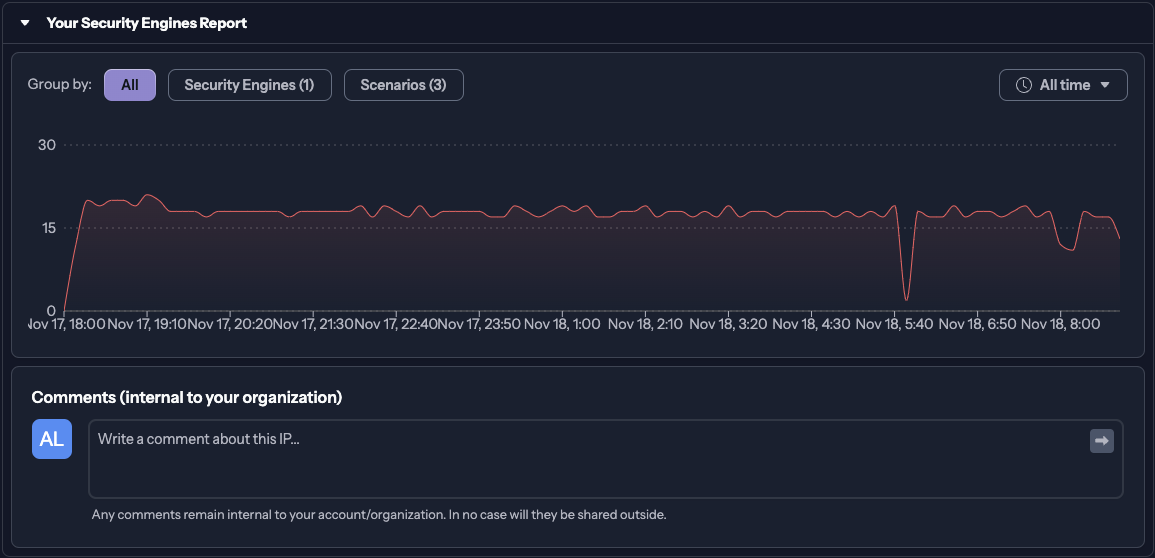 Your Security Engines Report
Group by: All Security Engines (1) Scenarios (3) All time
30
15
0
Nov 17, 18:00 Nov 17, 19:10 Nov 17, 20:20 Nov 17, 21:30 Nov 17, 22:40 Nov 17, 23:50 Nov 18, 1:00 Nov 18, 2:10 Nov 18, 3:20 Nov 18, 4:30 Nov 18, 5:40 Nov 18, 6:50 Nov 18, 8:00
Comments (internal to your organization)
AL
Write a comment about this IP...
Any comments remain internal to your account/organization. In no case will they be shared outside.